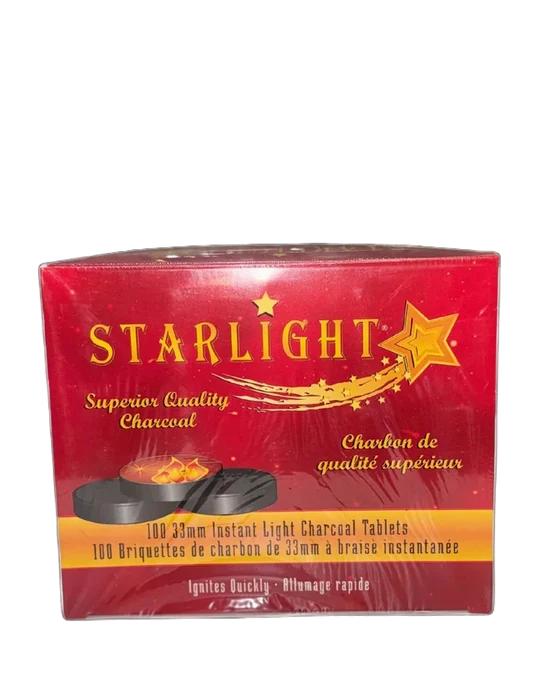 STARLIGHT®
Superior Quality
Charcoal
Charbon de
qualité supérieur
100 33mm Instant Light Charcoal Tablets
100 Briquettes de charbon de 33mm à braise instantanée
Ignites Quickly · Allumage rapide